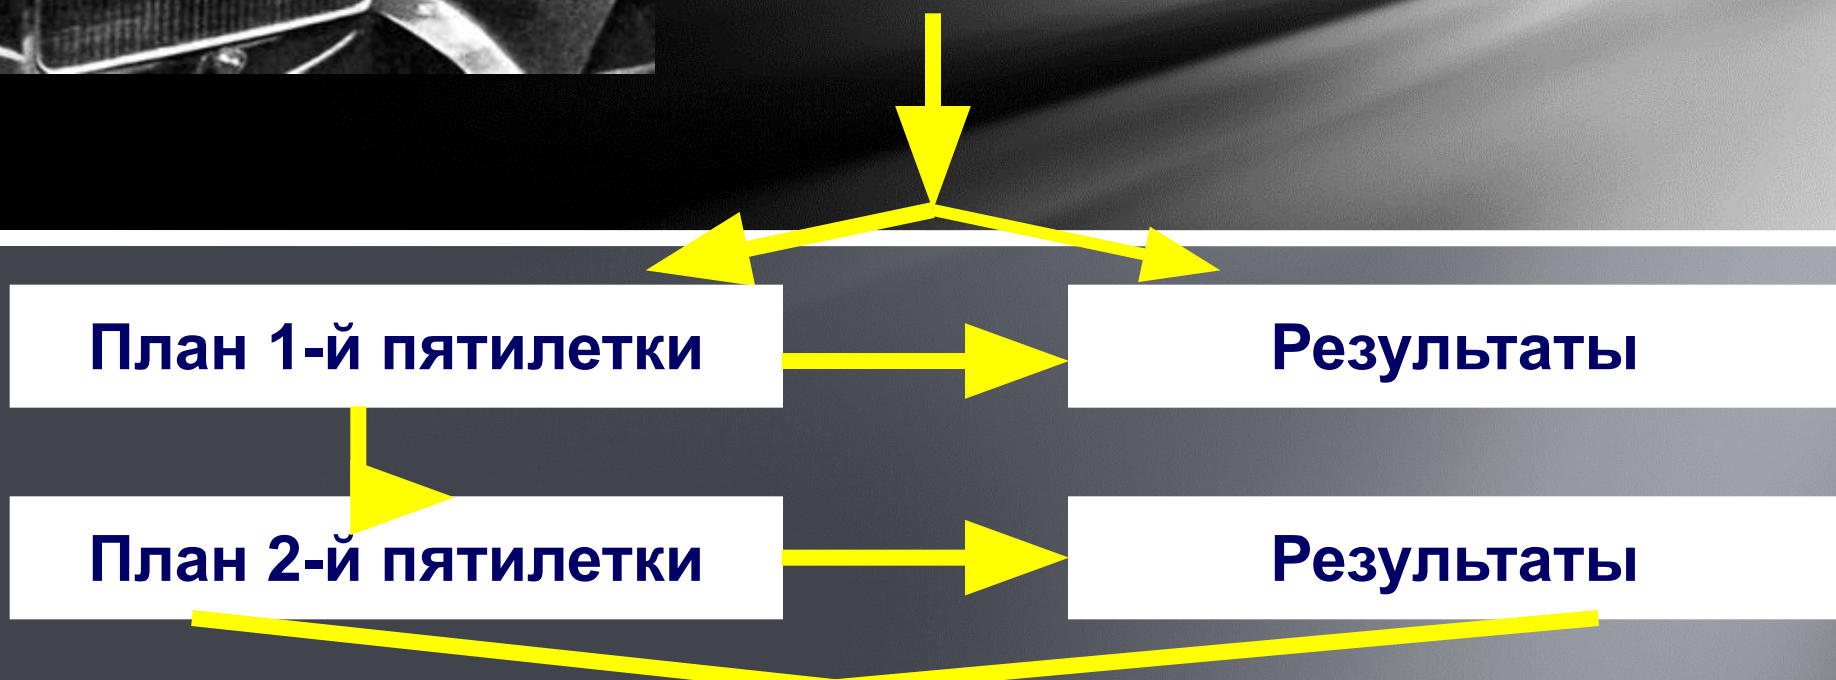 План 1-й пятилетки
Результаты
План 2-й пятилетки
Результаты